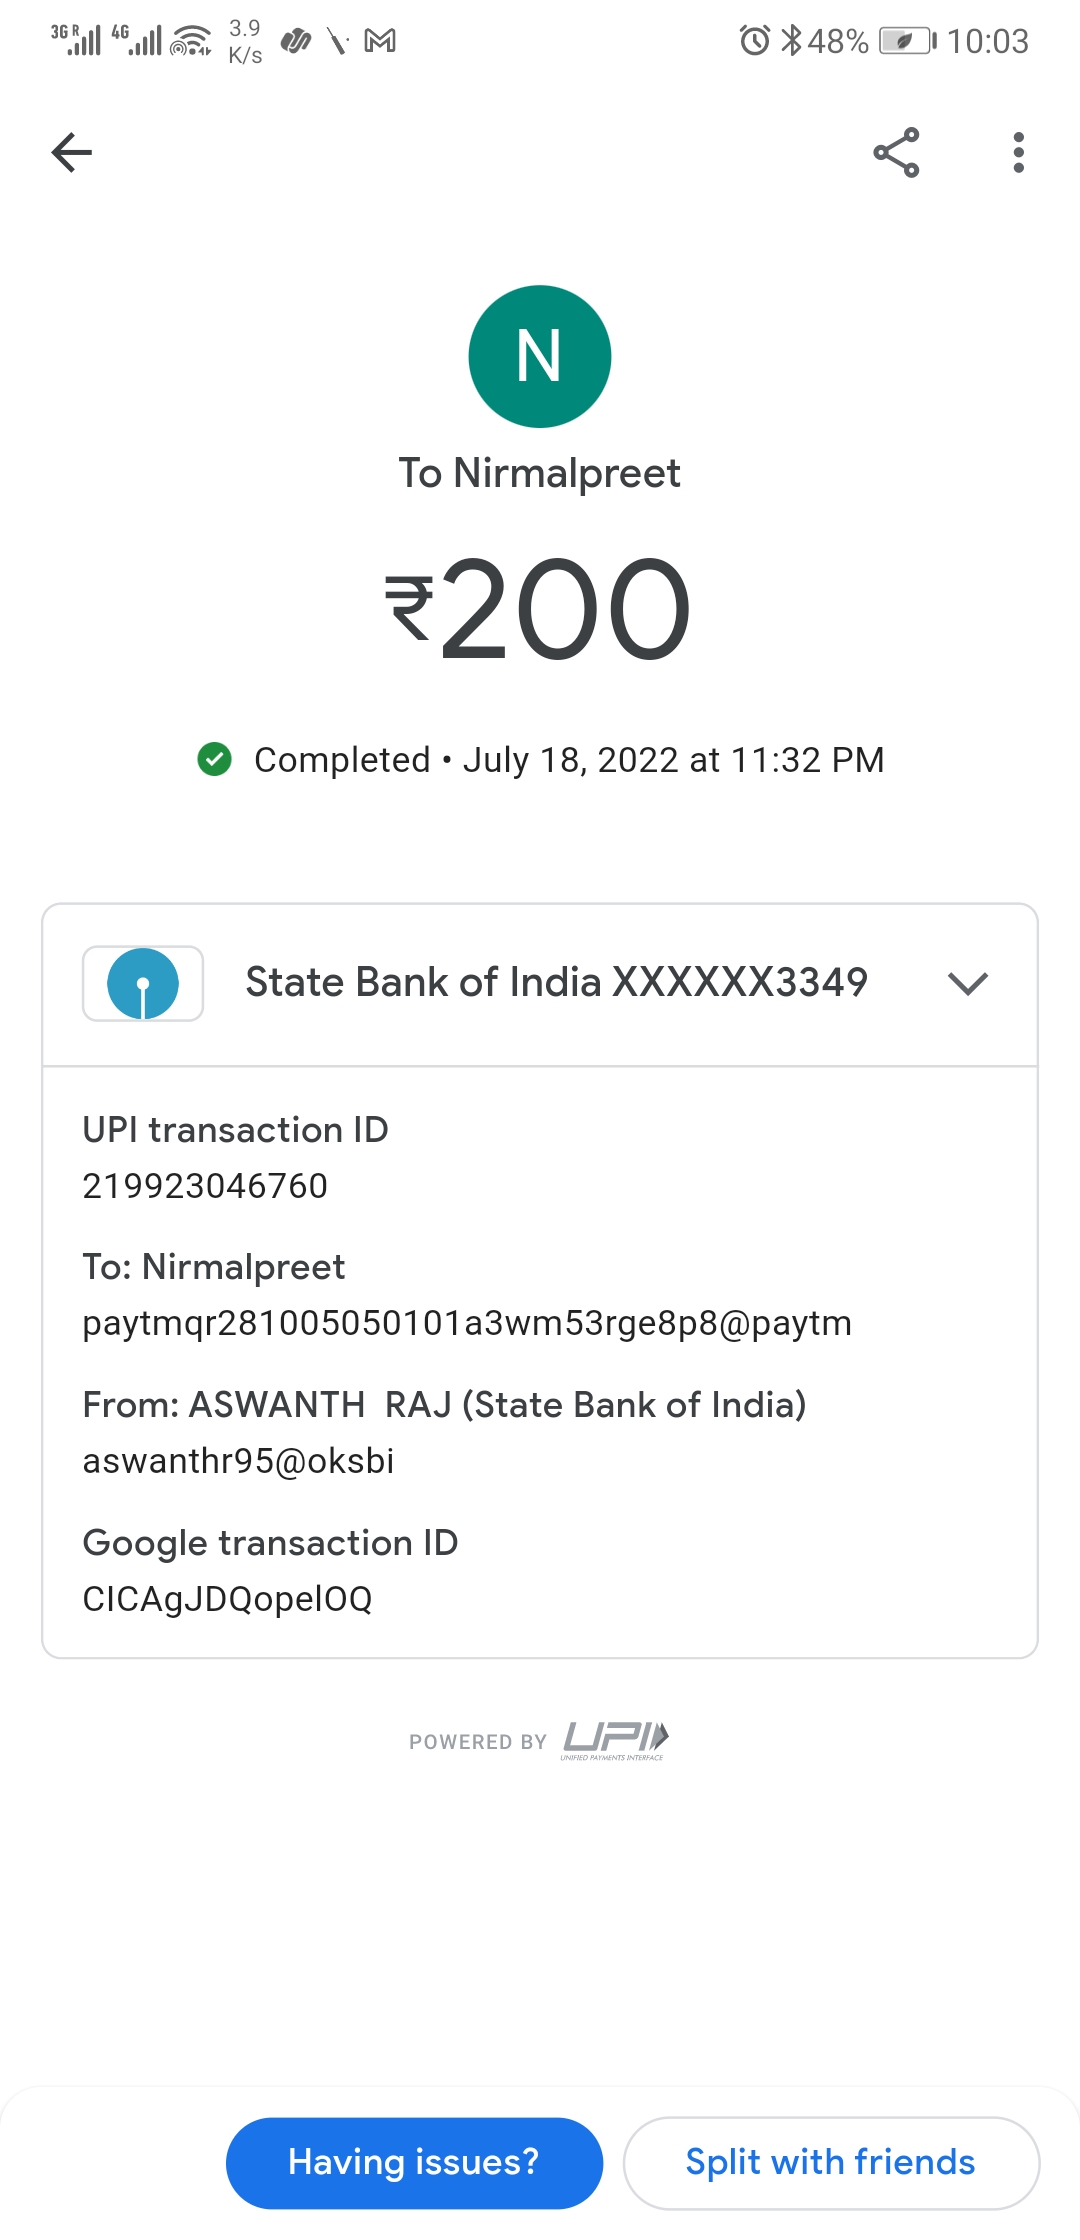 3G R 4G 3.9 K/s 48% 10:03
N
To Nirmalpreet
₹200
Completed • July 18, 2022 at 11:32 PM
State Bank of India XXXXXX3349
UPI transaction ID
219923046760
To: Nirmalpreet
paytmqr281005050101a3wm53rge8p8@paytm
From: ASWANTH  RAJ (State Bank of India)
aswanthr95@oksbi
Google transaction ID
CICAgJDQopelOQ
POWERED BY UPI
UNIFIED PAYMENTS INTERFACE
Having issues? Split with friends